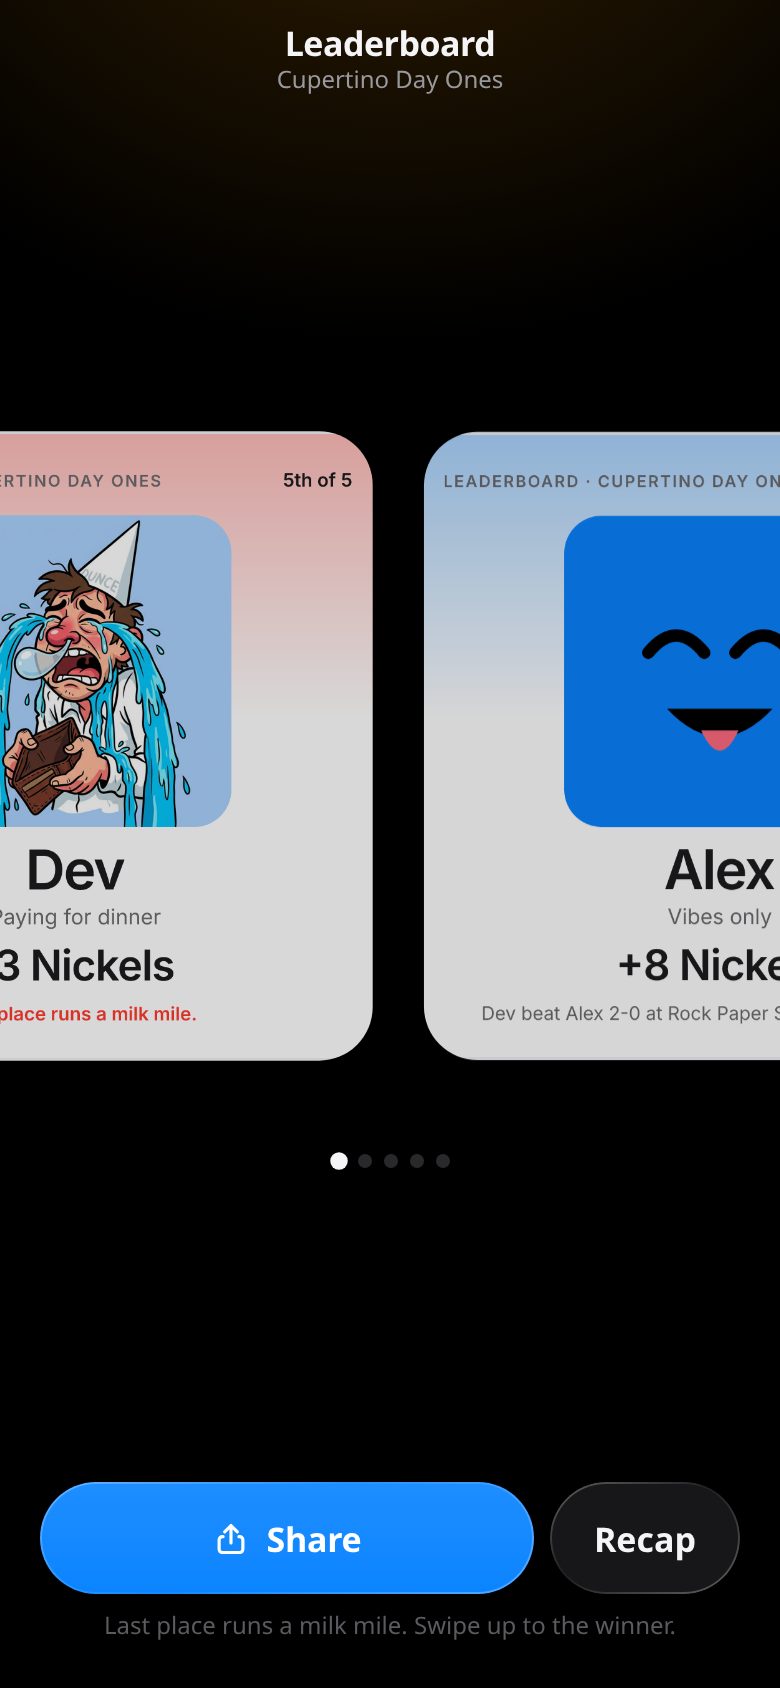 Leaderboard
Cupertino Day Ones
ERTINO DAY ONES
5th of 5
OUNCE
Dev
Paying for dinner
3 Nickels
place runs a milk mile.
LEADERBOARD · CUPERTINO DAY ON
Alex
Vibes only
+8 Nicke
Dev beat Alex 2-0 at Rock Paper S
Share
Recap
Last place runs a milk mile. Swipe up to the winner.